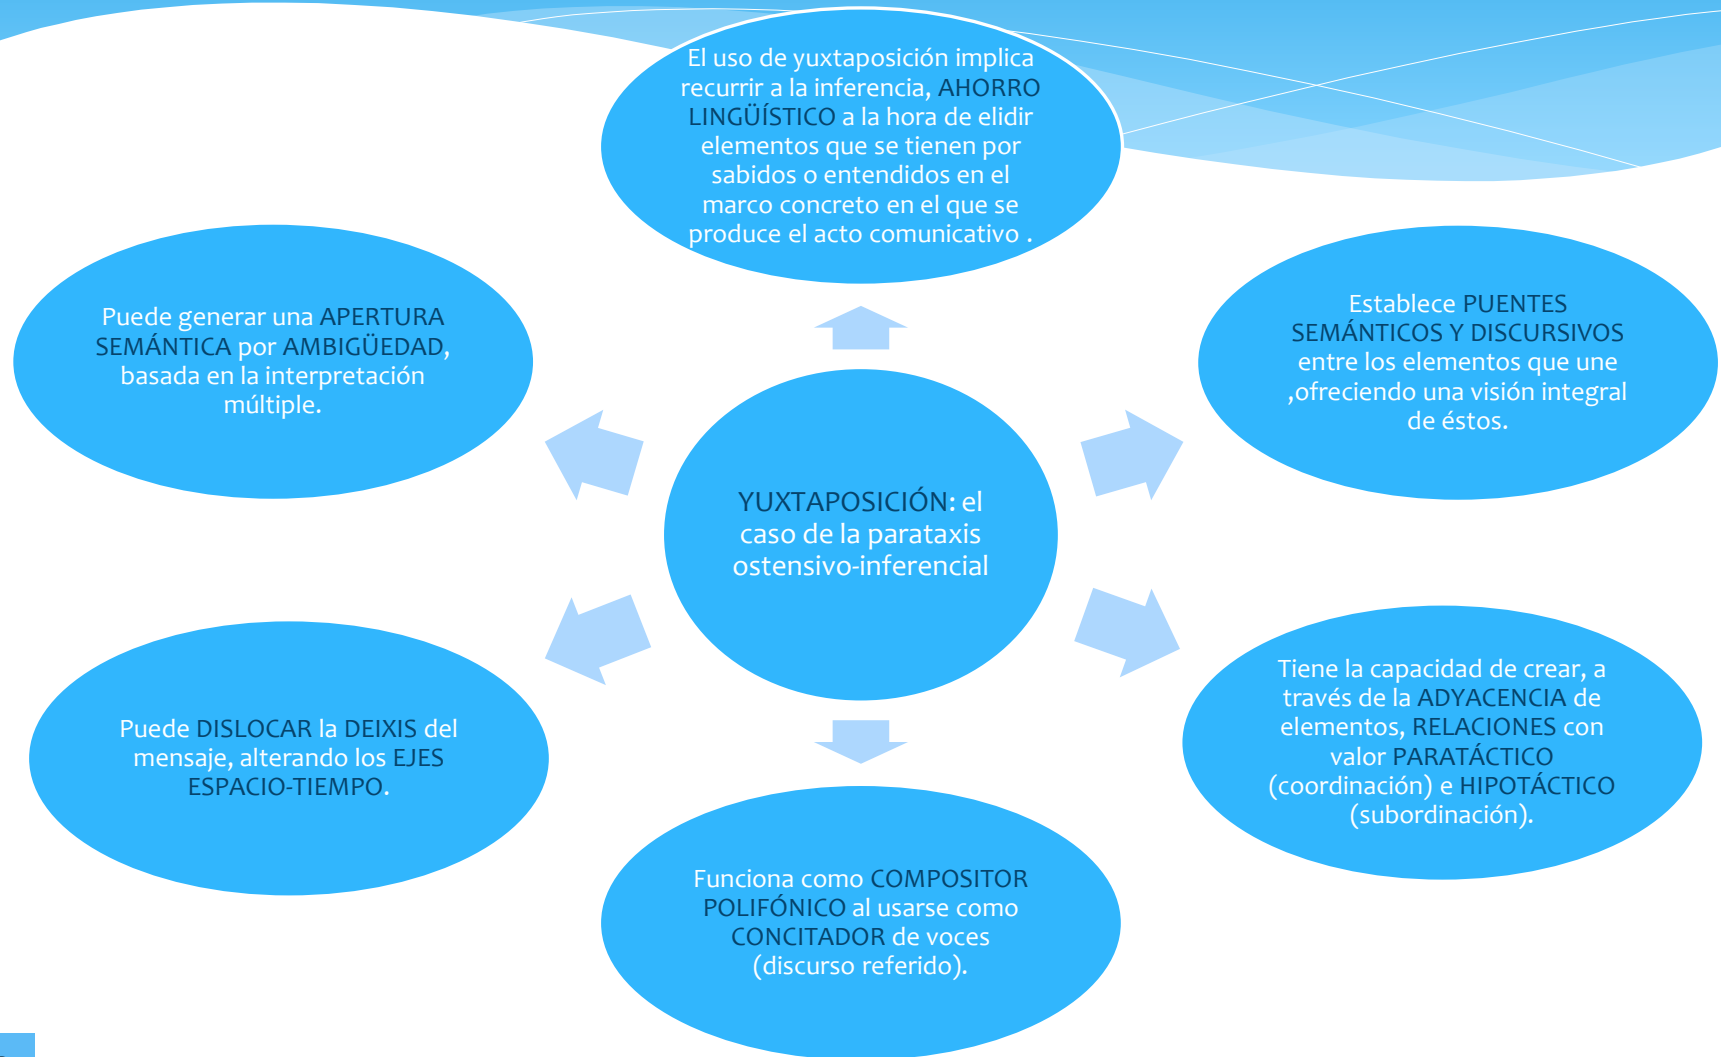 El uso de yuxtaposición implica
recurrir a la inferencia, AHORRO
LINGÜÍSTICO a la hora de elidir
elementos que se tienen por
sabidos o entendidos en el
marco concreto en el que se
produce el acto comunicativo .
Establece PUENTES
SEMÁNTICOS Y DISCURSIVOS
entre los elementos que une
,ofreciendo una visión integral
de éstos.
Tiene la capacidad de crear, a
través de la ADYACENCIA de
elementos, RELACIONES con
valor PARATÁCTICO
(coordinación) e HIPOTÁCTICO
(subordinación).
Funciona como COMPOSITOR
POLIFÓNICO al usarse como
CONCITADOR de voces
(discurso referido).
Puede DISLOCAR la DEIXIS del
mensaje, alterando los EJES
ESPACIO-TIEMPO.
Puede generar una APERTURA
SEMÁNTICA por AMBIGÜEDAD,
basada en la interpretación
múltiple.
YUXTAPOSICIÓN: el
caso de la parataxis
ostensivo-inferencial